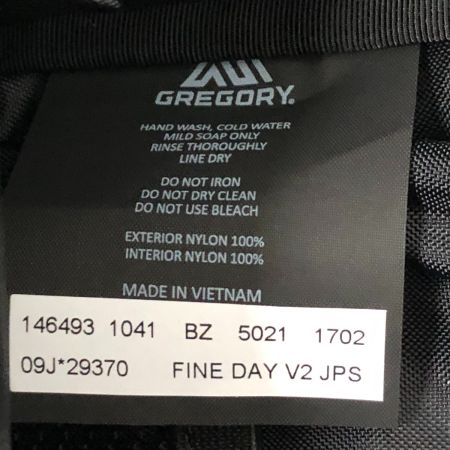 GREGORY.
HAND WASH, COLD WATER
MILD SOAP ONLY
RINSE THOROUGHLY
LINE DRY
DO NOT IRON
DO NOT DRY CLEAN
DO NOT USE BLEACH
EXTERIOR NYLON 100%
INTERIOR NYLON 100%
MADE IN VIETNAM
146493 1041 BZ 5021 1702
09J*29370 FINE DAY V2 JPS